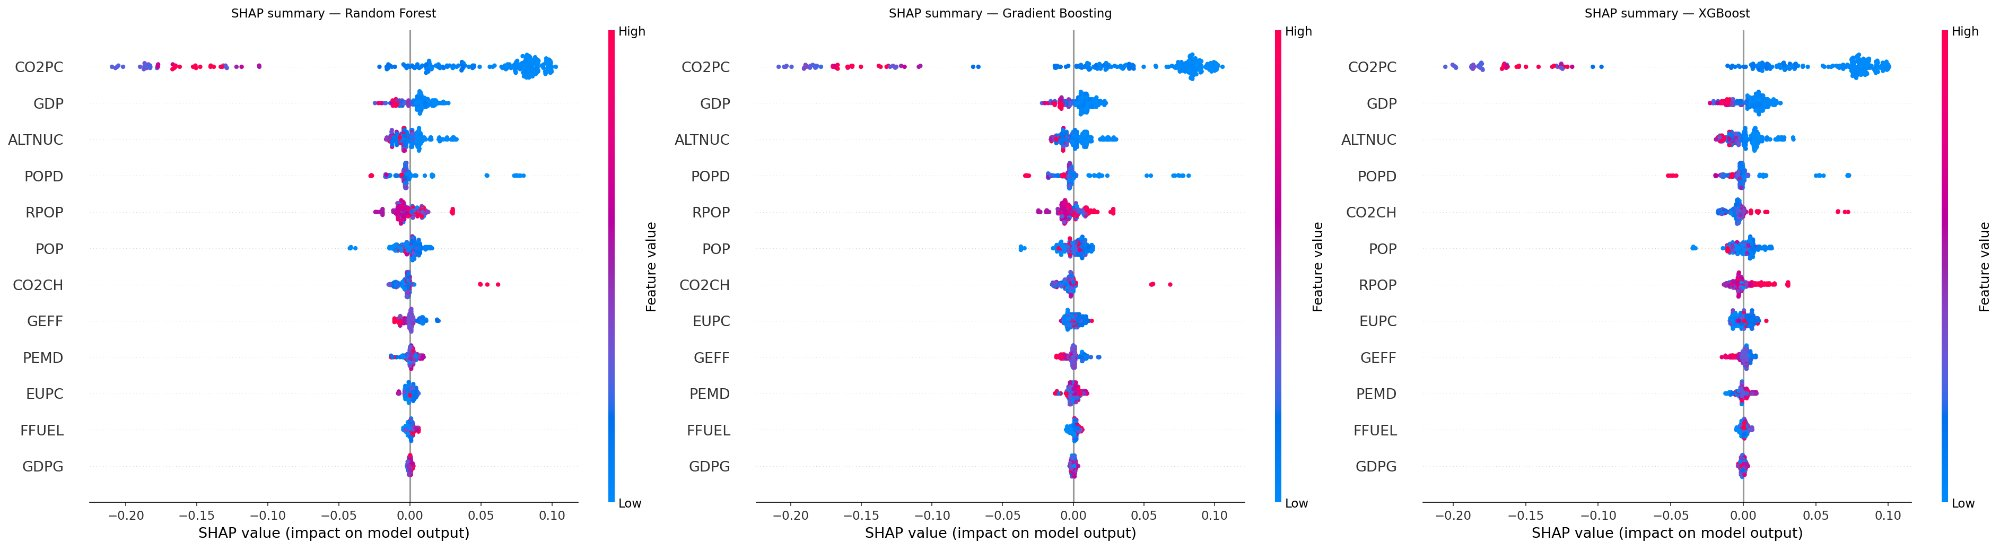 SHAP summary — Random Forest
High
CO2PC
GDP
ALTNUC
POPD
RPOP
POP
CO2CH
GEFF
PEMD
EUPC
FFUEL
GDPG
Feature value
Low
−0.20 −0.15 −0.10 −0.05 0.00 0.05 0.10
SHAP value (impact on model output)
SHAP summary — Gradient Boosting
High
CO2PC
GDP
ALTNUC
POPD
RPOP
POP
CO2CH
EUPC
GEFF
PEMD
FFUEL
GDPG
Feature value
Low
−0.20 −0.15 −0.10 −0.05 0.00 0.05 0.10
SHAP value (impact on model output)
SHAP summary — XGBoost
High
CO2PC
GDP
ALTNUC
POPD
CO2CH
POP
RPOP
EUPC
GEFF
PEMD
FFUEL
GDPG
Feature value
Low
−0.20 −0.15 −0.10 −0.05 0.00 0.05 0.10
SHAP value (impact on model output)